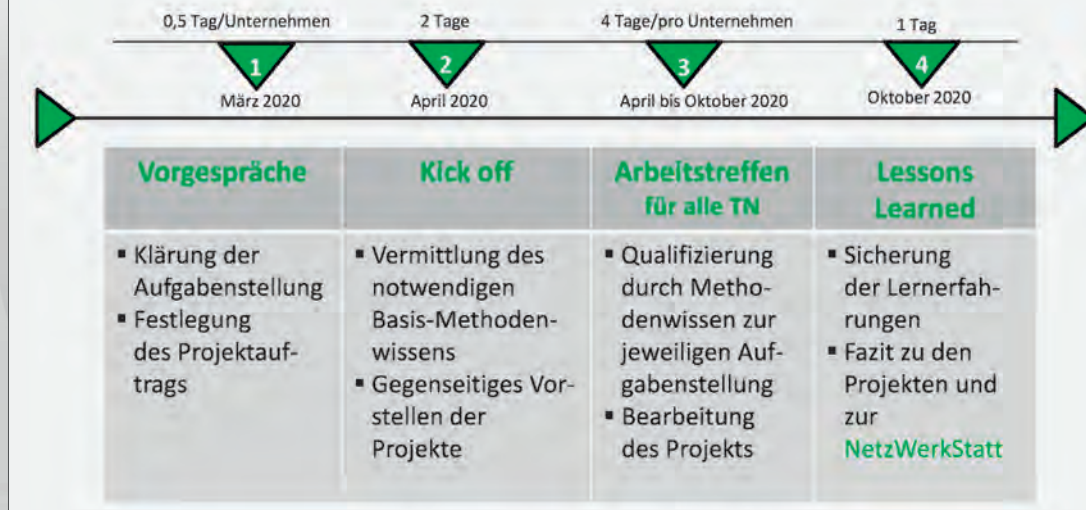 0,5 Tag/Unternehmen
2 Tage
4 Tage/pro Unternehmen
1 Tag
1
2
3
4
März 2020
April 2020
April bis Oktober 2020
Oktober 2020
Vorgespräche
▪ Klärung der
Aufgabenstellung
▪ Festlegung
des Projektauf-
trags
Kick off
▪ Vermittlung des
notwendigen
Basis-Methoden-
wissens
▪ Gegenseitiges Vor-
stellen der
Projekte
Arbeitstreffen
für alle TN
▪ Qualifizierung
durch Metho-
denwissen zur
jeweiligen Auf-
gabenstellung
▪ Bearbeitung
des Projekts
Lessons
Learned
▪ Sicherung
der Lernerfah-
rungen
▪ Fazit zu den
Projekten und
zur
NetzWerkStatt